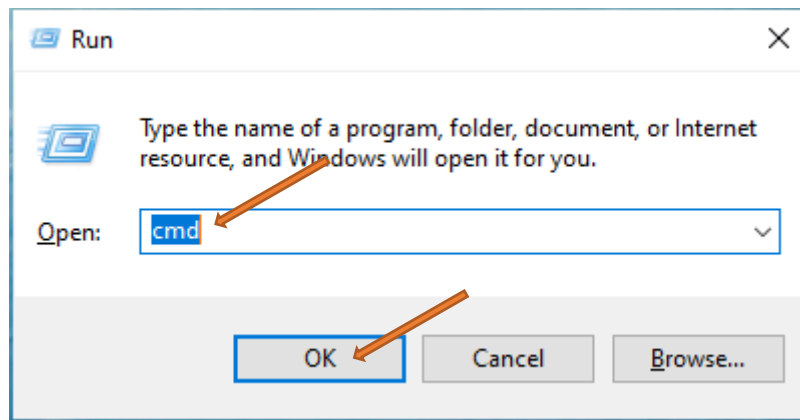 Run
Type the name of a program, folder, document, or Internet
resource, and Windows will open it for you.
Open: cmd
OK Cancel Browse...